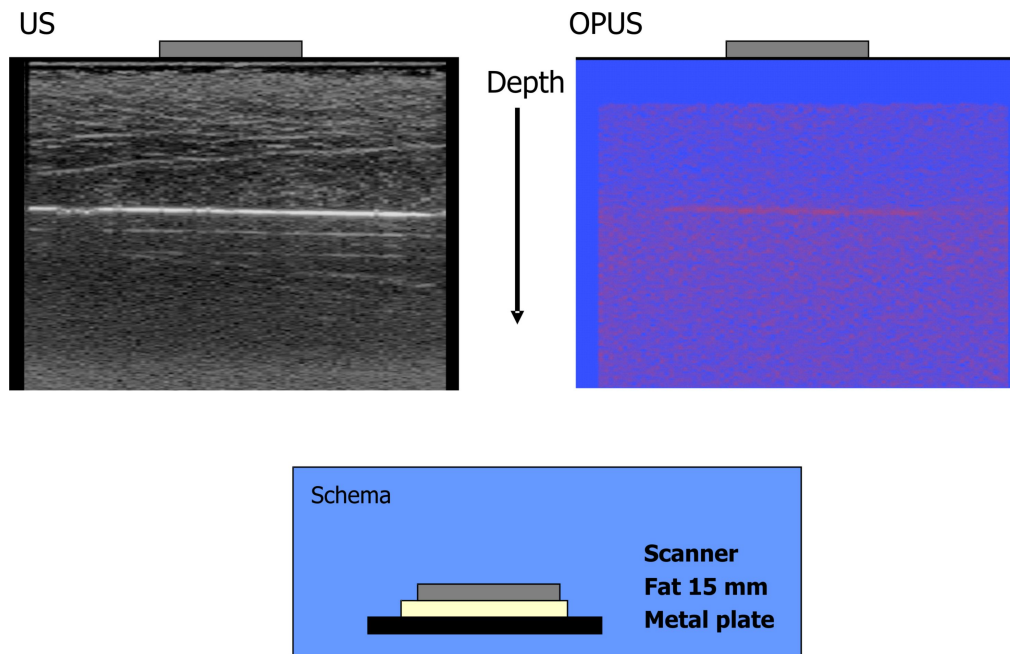 US
OPUS
Depth
Schema
Scanner
Fat 15 mm
Metal plate